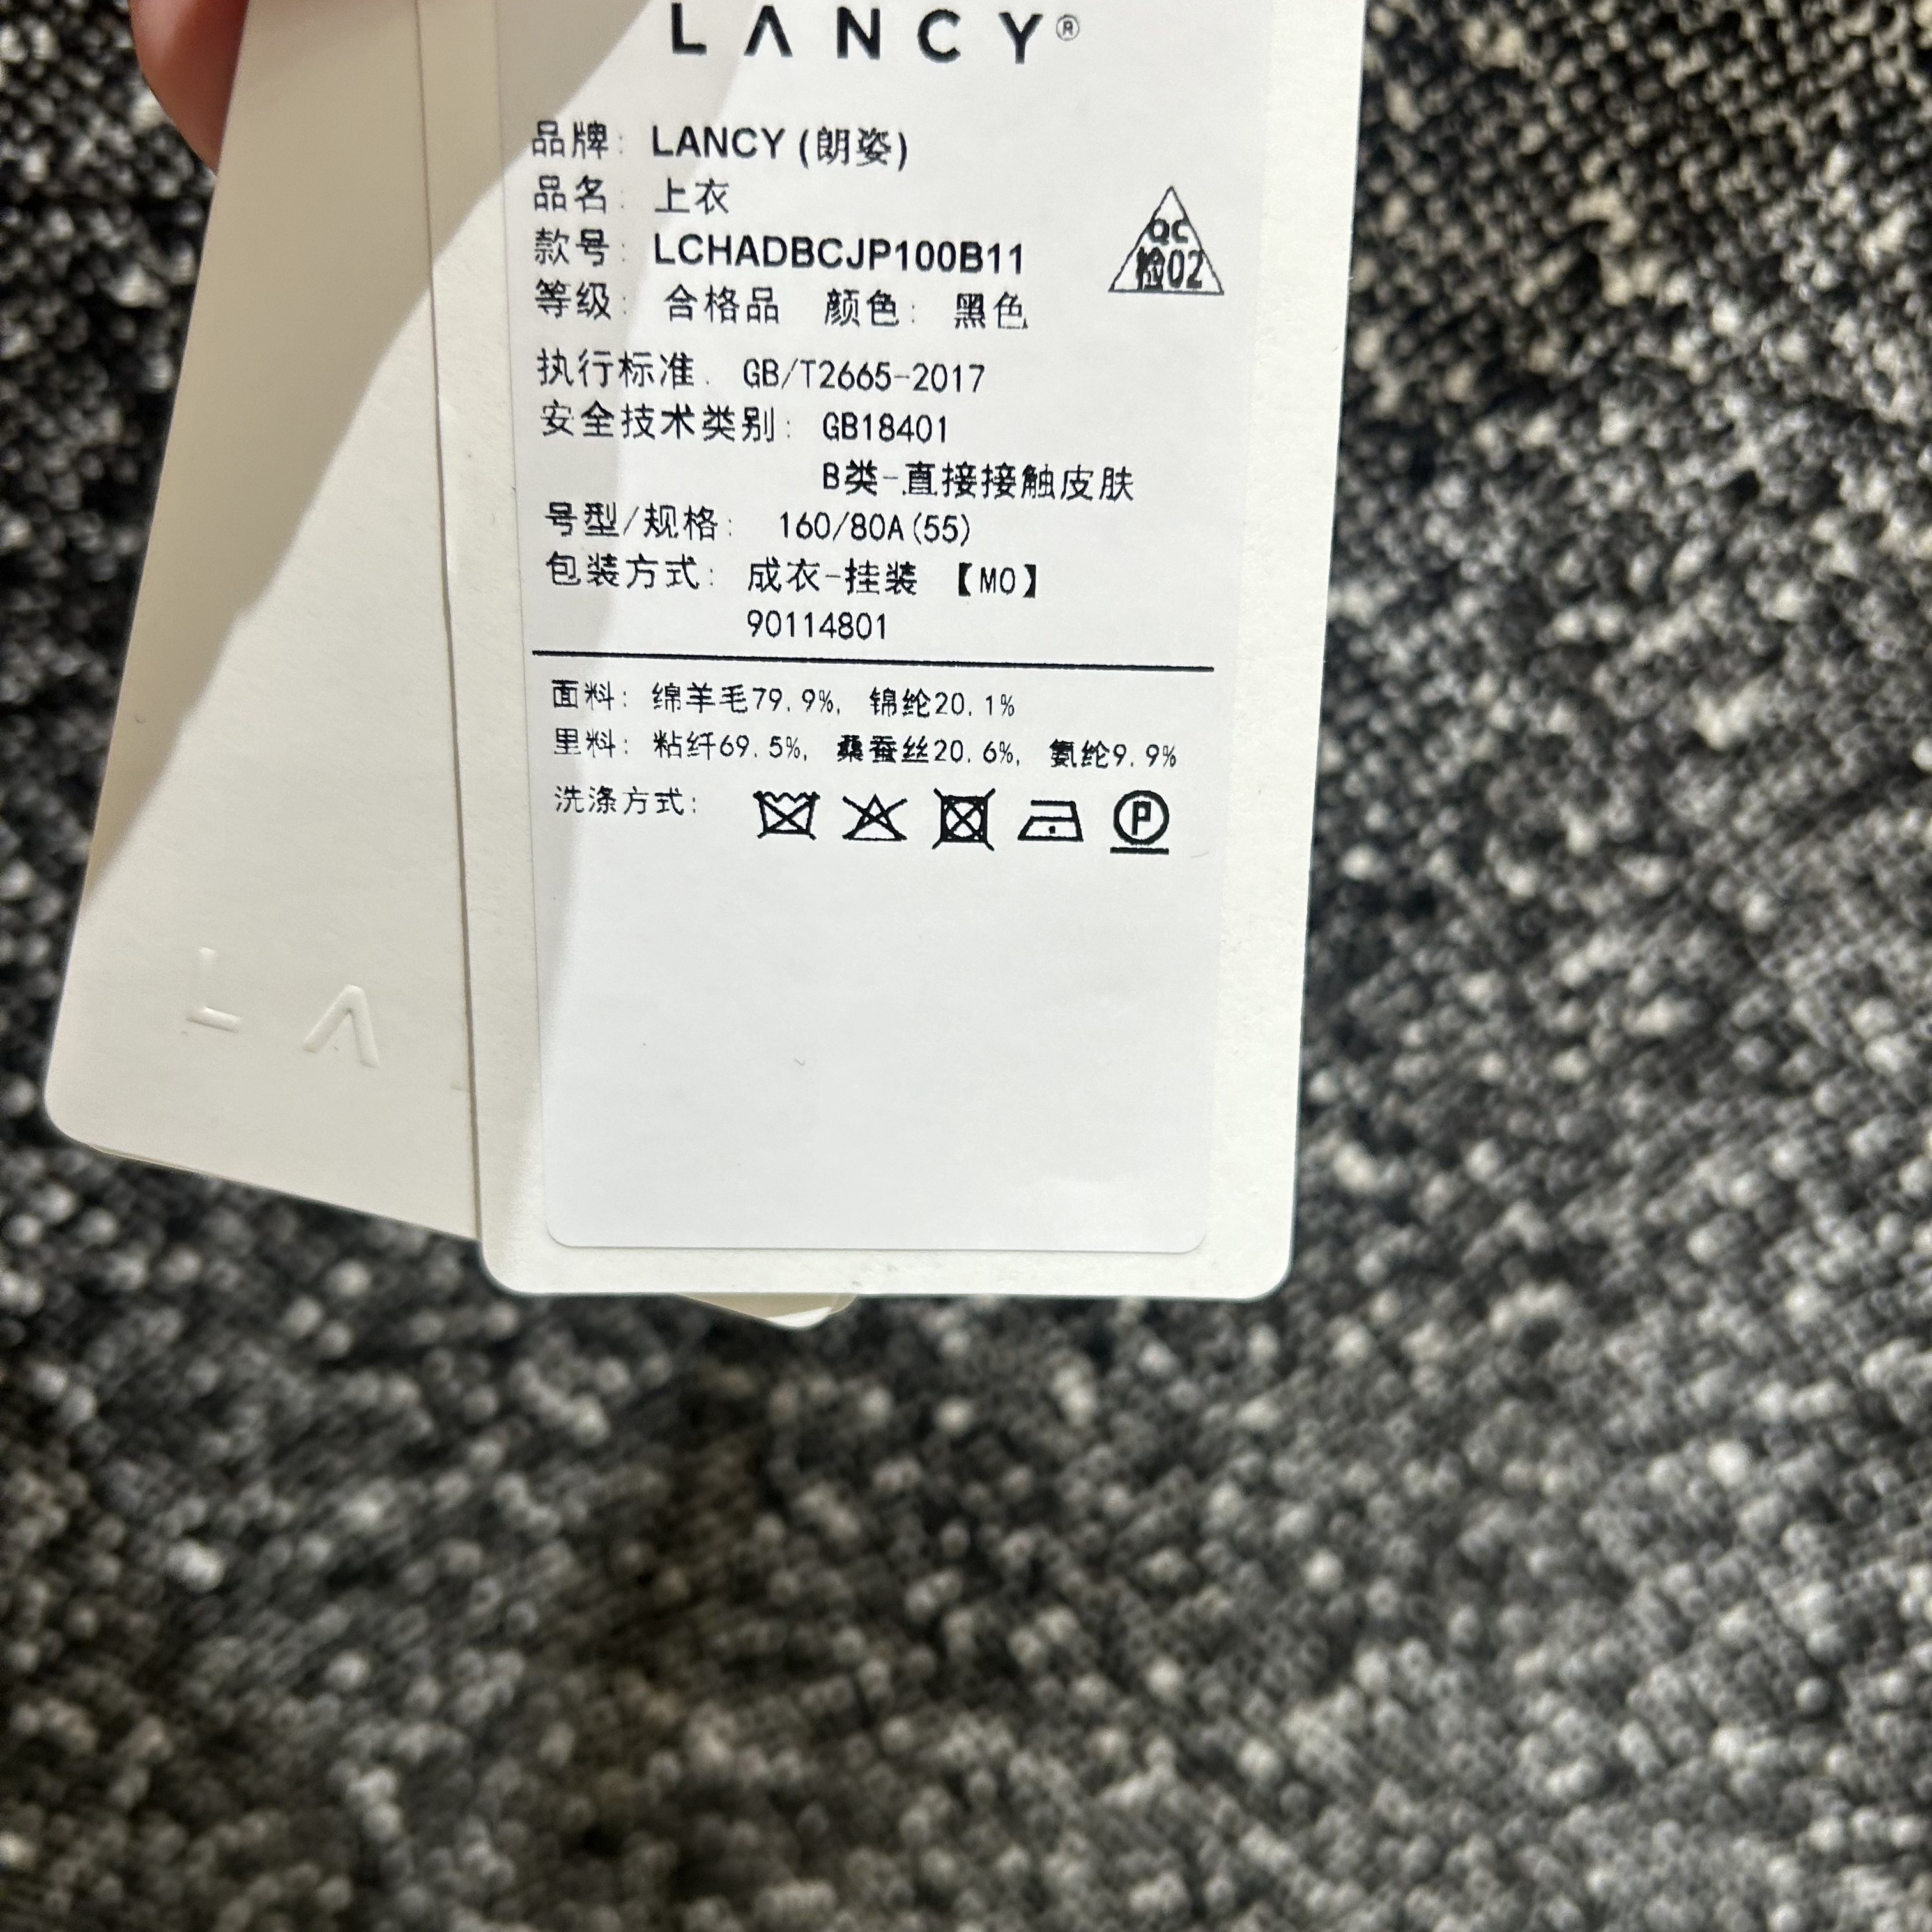 LANCY®
品牌: LANCY (朗姿)
品名: 上衣
款号: LCHADBCJP100B11
QC
检02
等级: 合格品 颜色: 黑色
执行标准. GB/T2665-2017
安全技术类别: GB18401
B类-直接接触皮肤
号型/规格: 160/80A(55)
包装方式: 成衣-挂装 【MO】
90114801
面料: 绵羊毛79.9%, 锦纶20.1%
里料: 粘纤69.5%, 桑蚕丝20.6%, 氨纶9.9%
洗涤方式:
P
L A